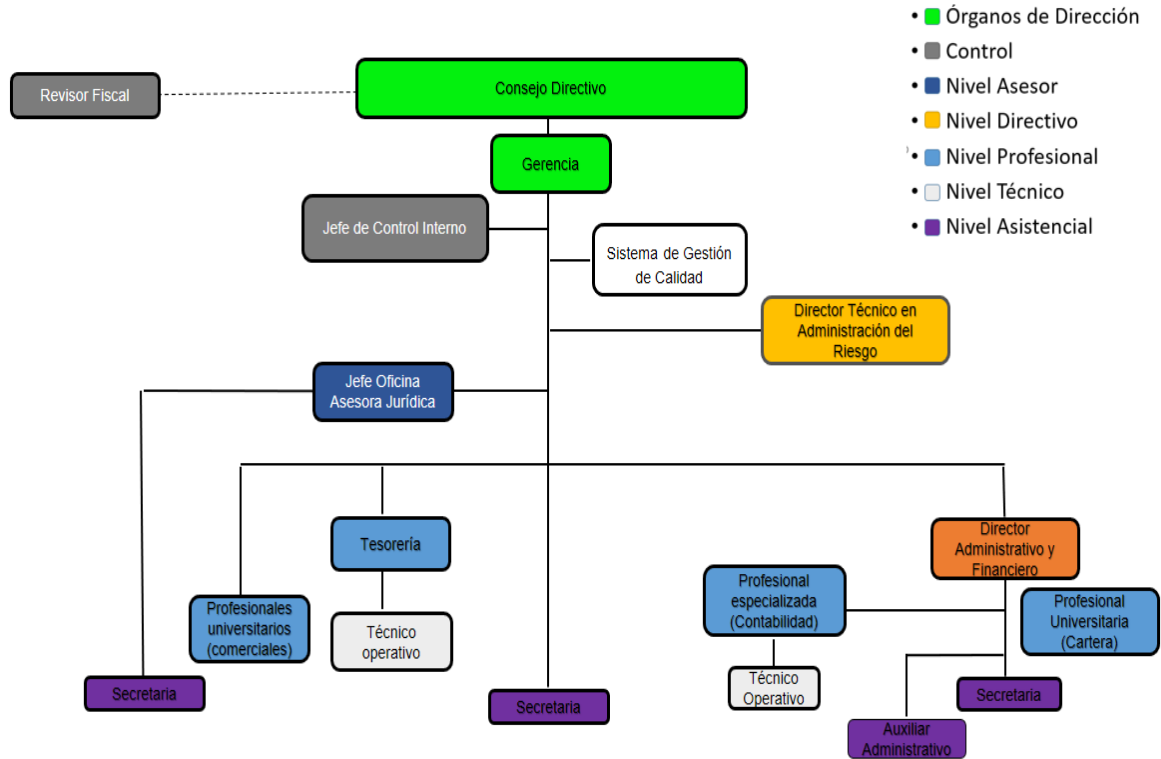 • Órganos de Dirección
• Control
• Nivel Asesor
• Nivel Directivo
• Nivel Profesional
• Nivel Técnico
• Nivel Asistencial
Revisor Fiscal
Consejo Directivo
Gerencia
Jefe de Control Interno
Sistema de Gestión
de Calidad
Director Técnico en
Administración del
Riesgo
Jefe Oficina
Asesora Jurídica
Tesorería
Director
Administrativo y
Financiero
Profesionales
universitarios
(comerciales)
Técnico
operativo
Profesional
especializada
(Contabilidad)
Profesional
Universitaria
(Cartera)
Técnico
Operativo
Secretaria
Secretaria
Secretaria
Auxiliar
Administrativo